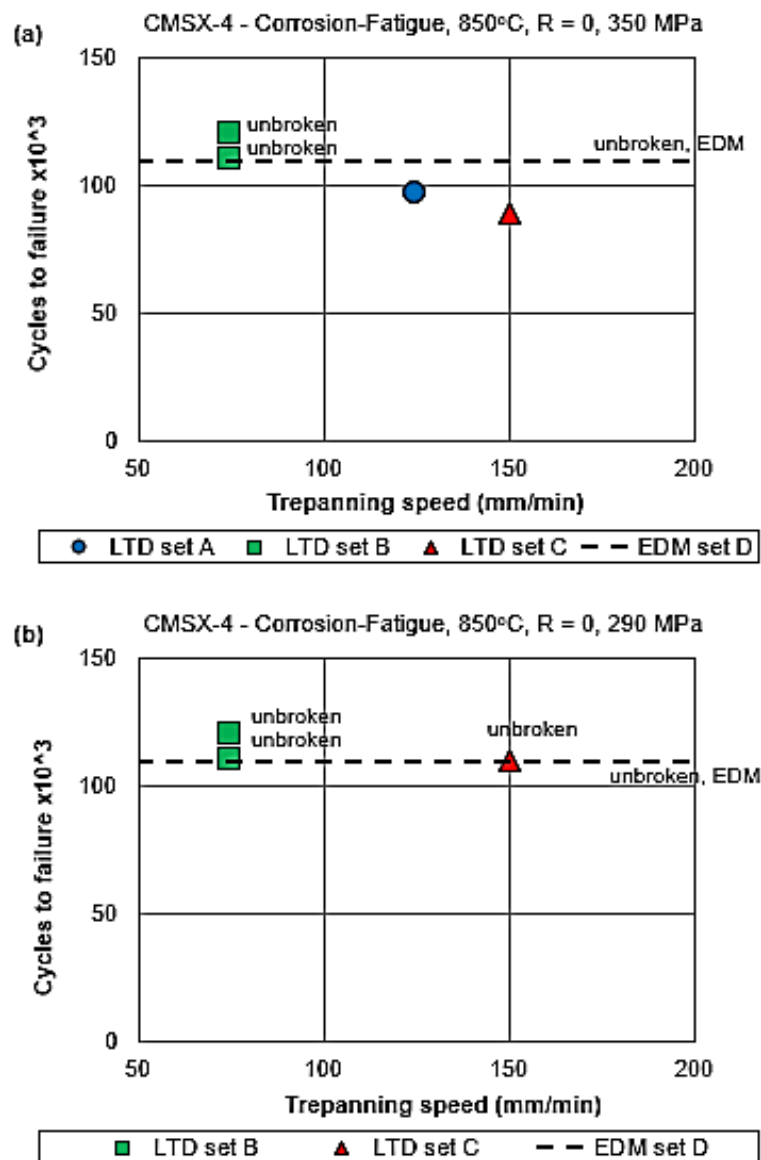 (a)
CMSX-4 - Corrosion-Fatigue, 850ºC, R = 0, 350 MPa
Cycles to failure x10^3
150
100
50
0
unbroken
unbroken
unbroken, EDM
50 100 150 200
Trepanning speed (mm/min)
LTD set A LTD set B LTD set C EDM set D
(b)
CMSX-4 - Corrosion-Fatigue, 850ºC, R = 0, 290 MPa
Cycles to failure x10^3
150
100
50
0
unbroken
unbroken
unbroken
unbroken, EDM
50 100 150 200
Trepanning speed (mm/min)
LTD set B LTD set C EDM set D